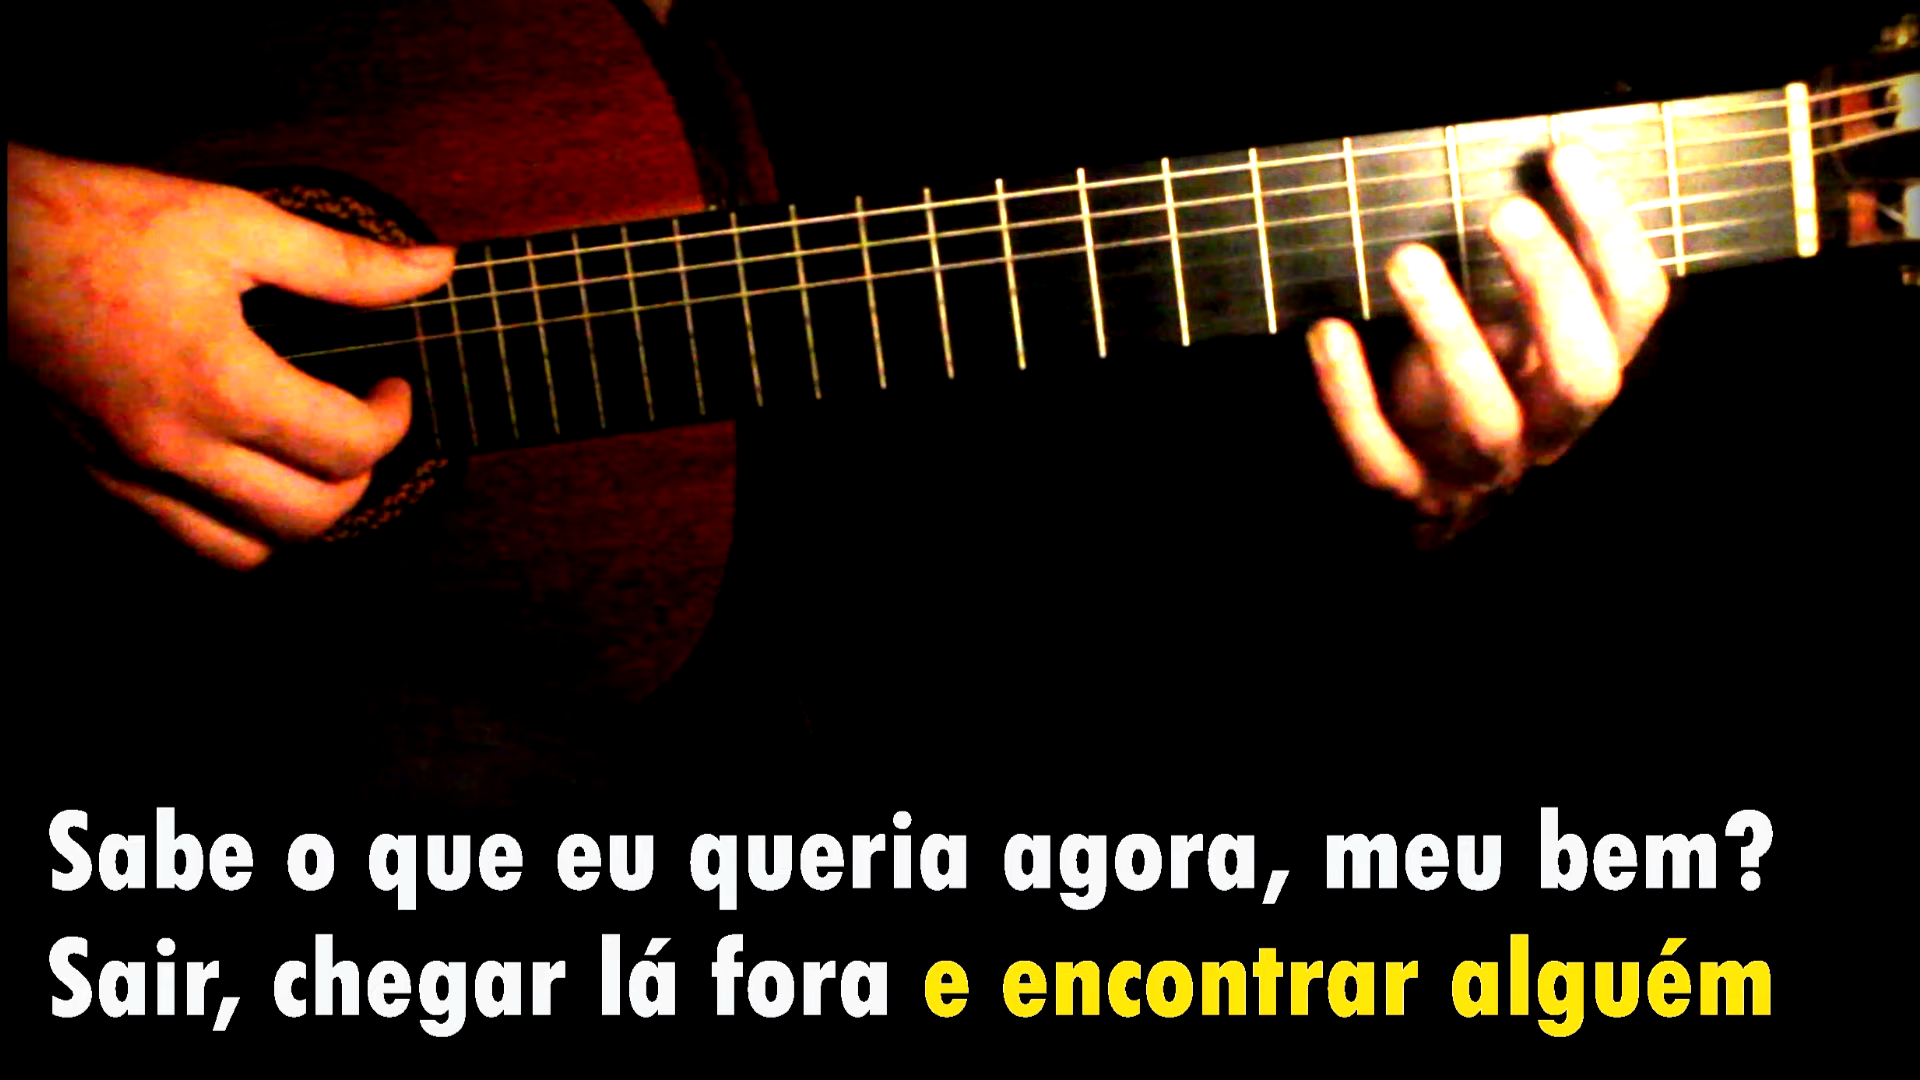 Sabe o que eu queria agora, meu bem?
Sair, chegar lá fora e encontrar alguém